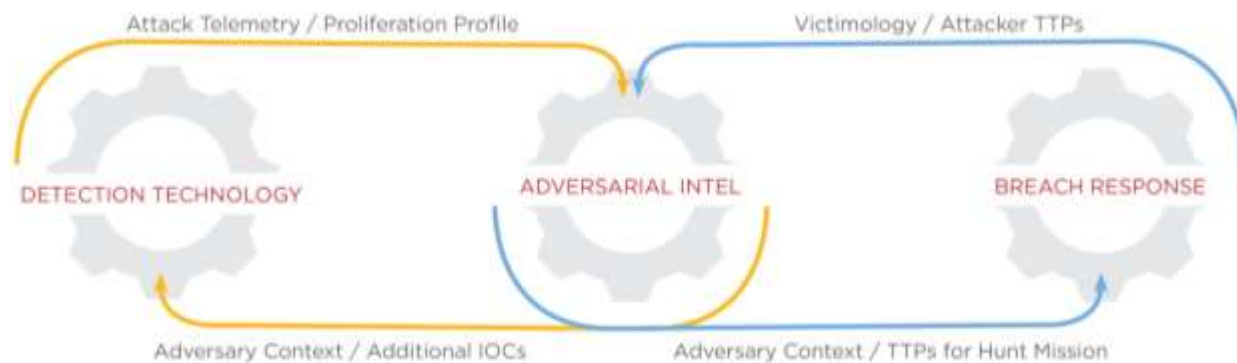 Attack Telemetry / Proliferation Profile
Victimology / Attacker TTPs
DETECTION TECHNOLOGY
ADVERSARIAL INTEL
BREACH RESPONSE
Adversary Context / Additional IOCs
Adversary Context / TTPs for Hunt Mission